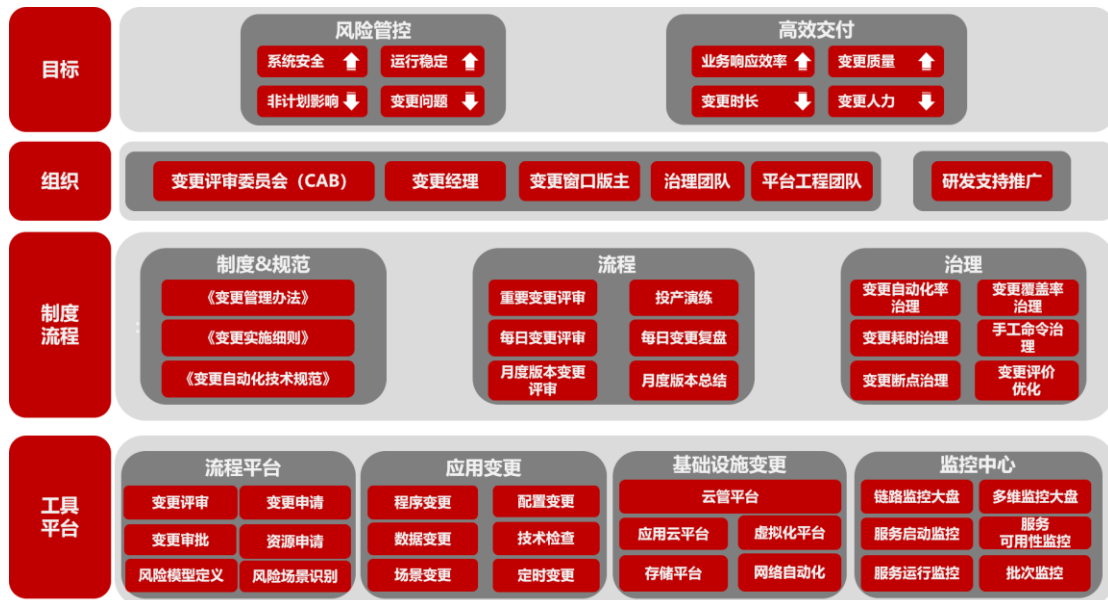 目标
风险管控
系统安全
运行稳定
非计划影响
变更问题
高效交付
业务响应效率
变更质量
变更时长
变更人力
组织
变更评审委员会（CAB）
变更经理
变更窗口版主
治理团队
平台工程团队
研发支持推广
制度
流程
制度&规范
《变更管理办法》
《变更实施细则》
《变更自动化技术规范》
流程
重要变更评审
投产演练
每日变更评审
每日变更复盘
月度版本变更
评审
月度版本总结
治理
变更自动化率
治理
变更覆盖率
治理
变更耗时治理
手工命令治
理
变更断点治理
变更评价
优化
工具
平台
流程平台
变更评审
变更申请
变更审批
资源申请
风险模型定义
风险场景识别
应用变更
程序变更
配置变更
数据变更
技术检查
场景变更
定时变更
基础设施变更
云管平台
应用云平台
虚拟化平台
存储平台
网络自动化
监控中心
链路监控大盘
多维监控大盘
服务启动监控
服务
可用性监控
服务运行监控
批次监控